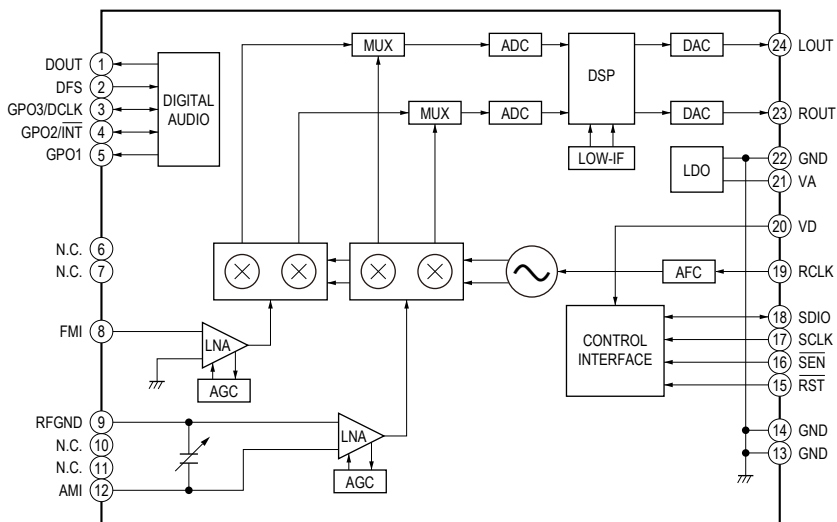 DOUT 1
DFS 2
GPO3/DCLK 3
GPO2/INT 4
GPO1 5
DIGITAL
AUDIO
N.C. 6
N.C. 7
FMI 8
RFGND 9
N.C. 10
N.C. 11
AMI 12
MUX
ADC
DSP
DAC
MUX
ADC
DAC
LOW-IF
LDO
AFC
LNA
AGC
LNA
AGC
CONTROL
INTERFACE
24 LOUT
23 ROUT
22 GND
21 VA
20 VD
19 RCLK
18 SDIO
17 SCLK
16 SEN
15 RST
14 GND
13 GND